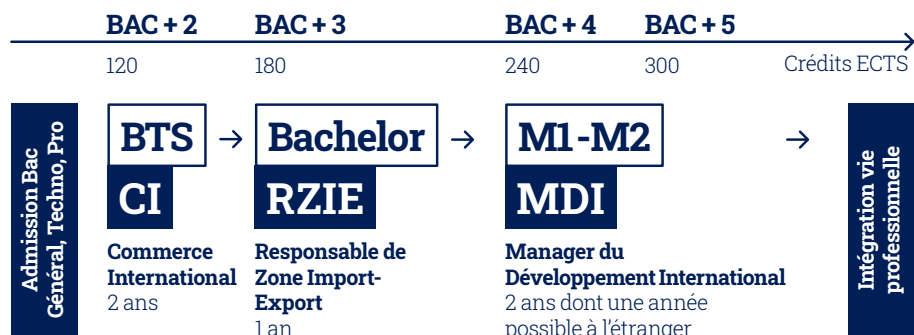 BAC + 2 BAC + 3 BAC + 4 BAC + 5
120 180 240 300 Crédits ECTS
Admission Bac
Général, Techno, Pro
BTS
CI
Commerce
International
2 ans
Bachelor
RZIE
Responsable de
Zone Import-
Export
1 an
M1-M2
MDI
Manager du
Développement International
2 ans dont une année
possible à l'étranger
Intégration vie
professionnelle